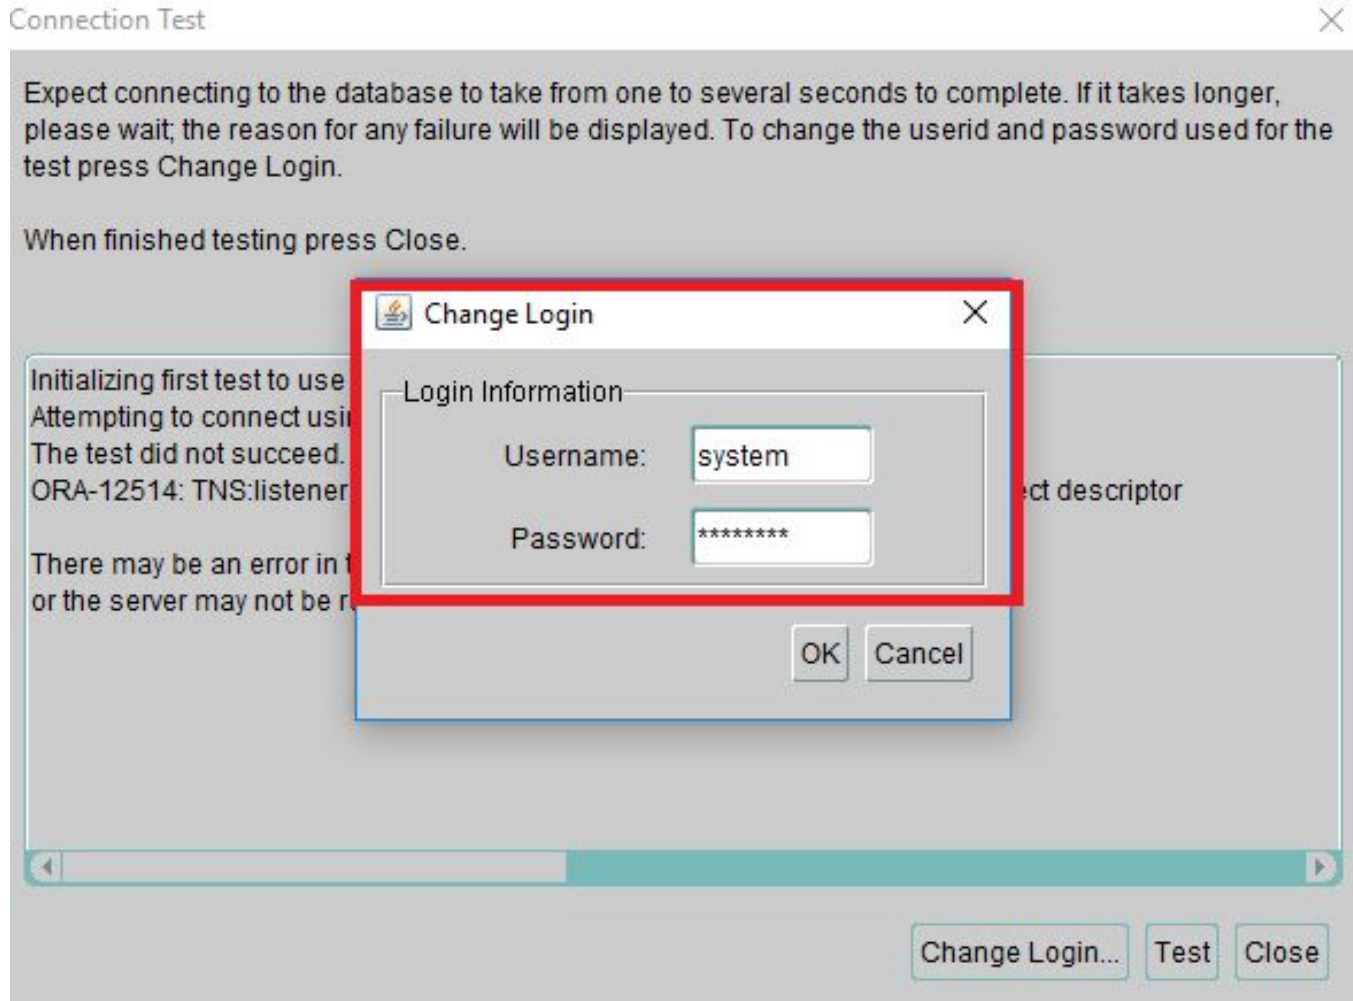 Connection Test
Expect connecting to the database to take from one to several seconds to complete. If it takes longer,
please wait; the reason for any failure will be displayed. To change the userid and password used for the
test press Change Login.
When finished testing press Close.
Change Login
Login Information
Username: system
Password: ********
OK Cancel
Initializing first test to use
Attempting to connect
The test did not succeed.
ORA-12514: TNS:listener descriptor
There may be an error in
or the server may not be
Change Login... Test Close